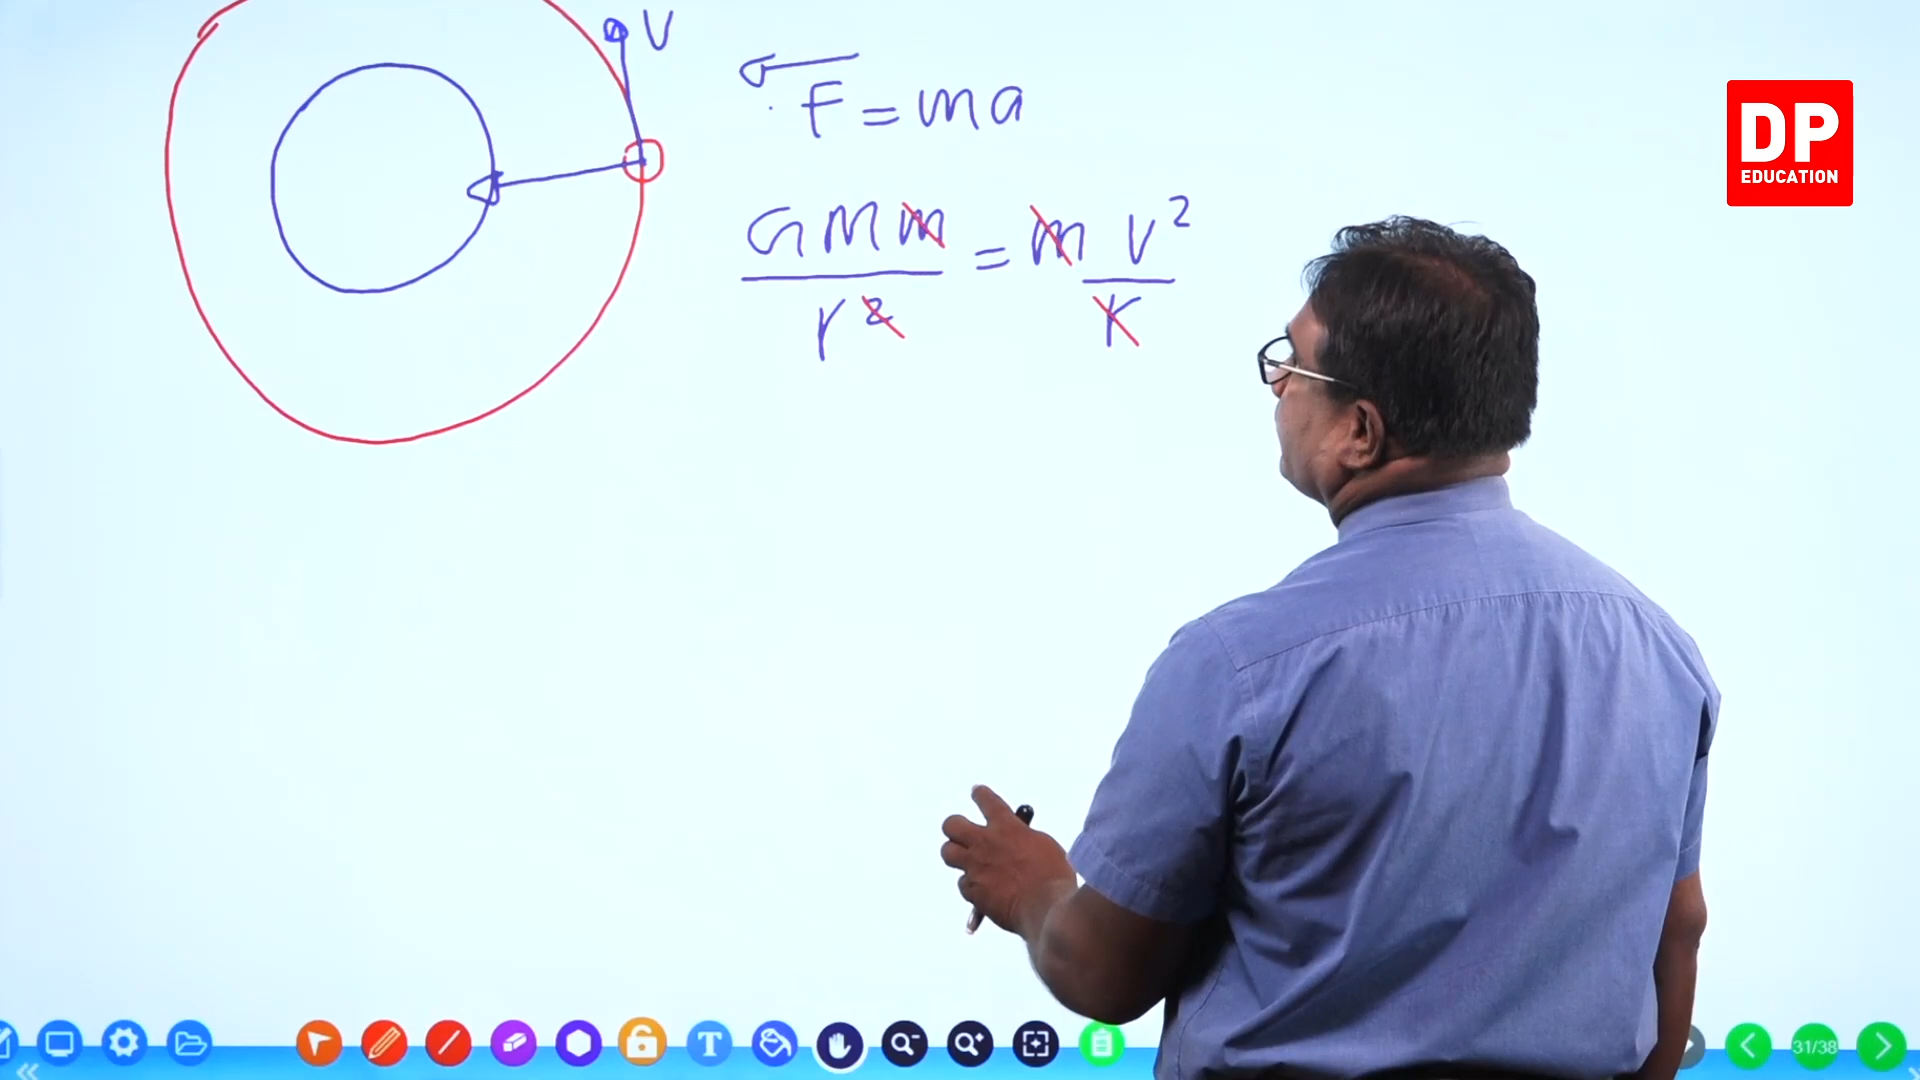 V
F = ma
GMm / r² = m v² / r
DP
EDUCATION
T
31/38